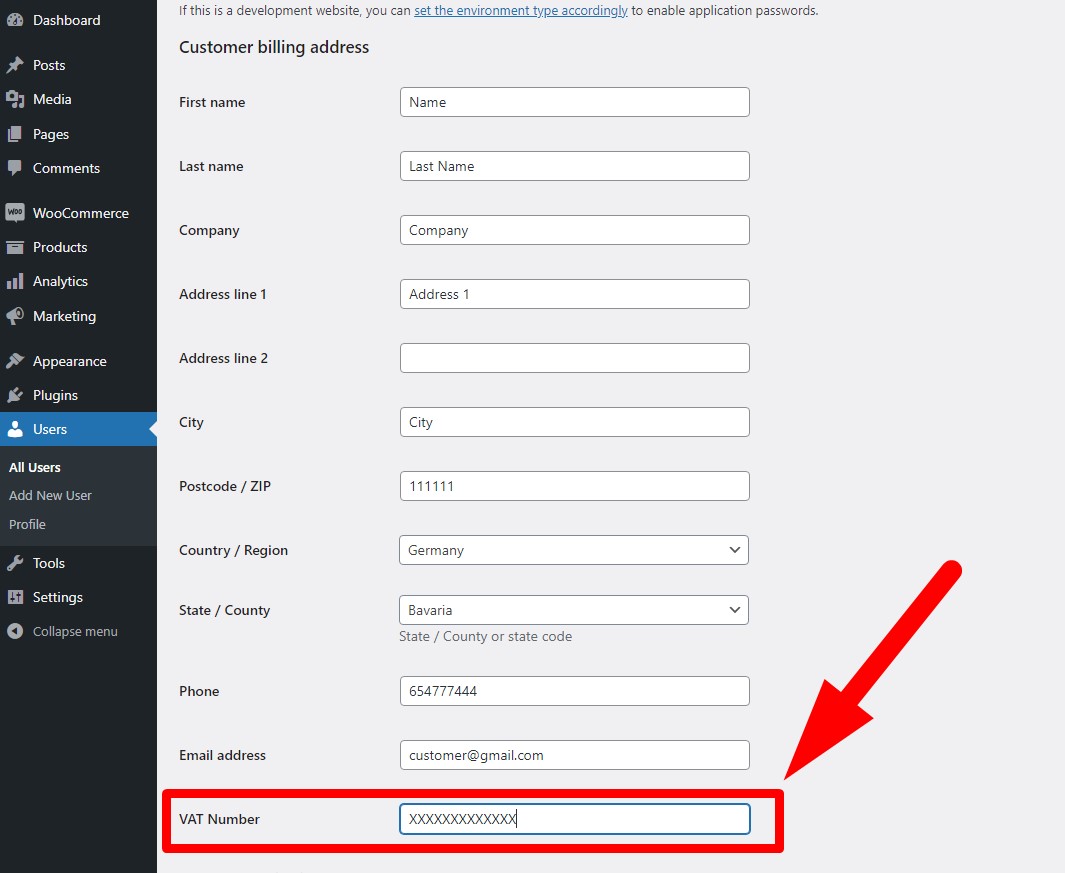 Dashboard
Posts
Media
Pages
Comments
Woo WooCommerce
Products
Analytics
Marketing
Appearance
Plugins
Users
All Users
Add New User
Profile
Tools
Settings
Collapse menu
If this is a development website, you can set the environment type accordingly to enable application passwords.
Customer billing address
First name Name
Last name Last Name
Company Company
Address line 1 Address 1
Address line 2
City City
Postcode / ZIP 111111
Country / Region Germany
State / County Bavaria
State / County or state code
Phone 654777444
Email address customer@gmail.com
VAT Number XXXXXXXXXXXXX